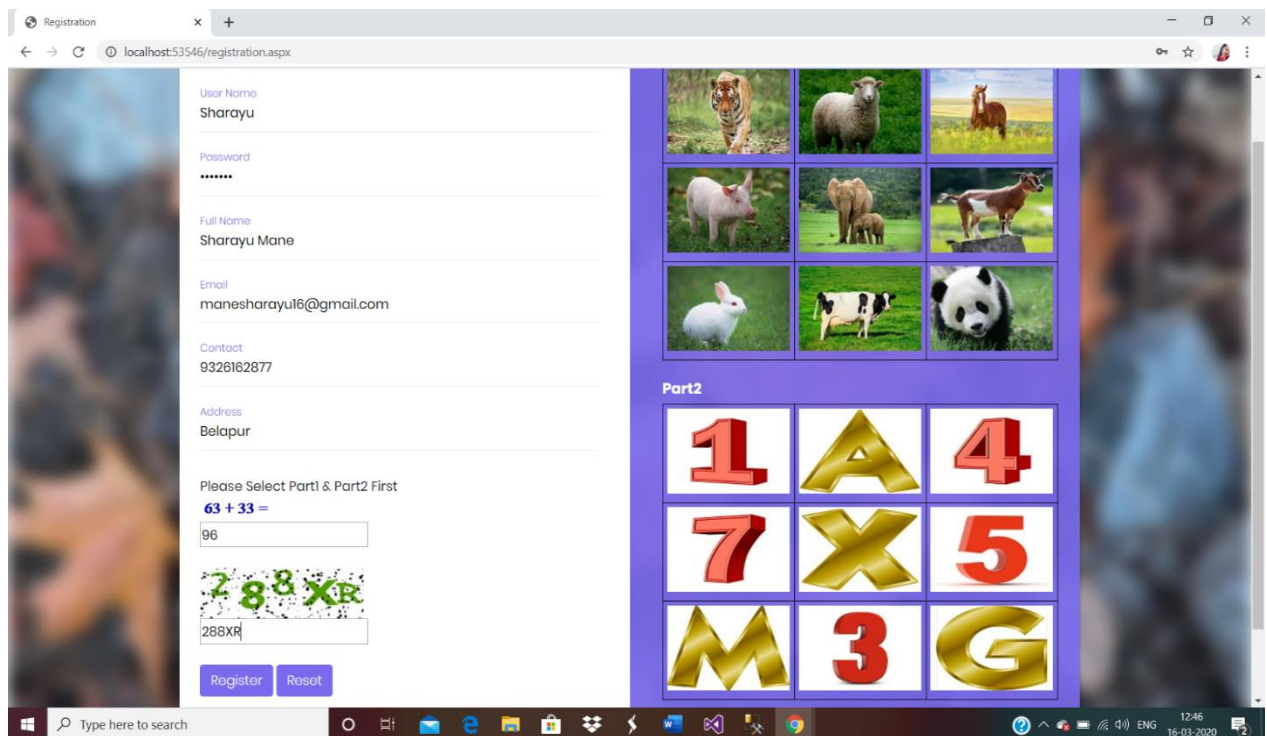 Registration
localhost:53546/registration.aspx
User Name
Sharayu
Password
•••••••
Full Name
Sharayu Mane
Email
manesharayu16@gmail.com
Contact
9326162877
Address
Belapur
Please Select Part1 & Part2 First
63 + 33 =
96
288XR
288XR
Register Reset
Part2
1 A 4
7 X 5
M 3 G
Type here to search
ENG
12:46
16-03-2020
2